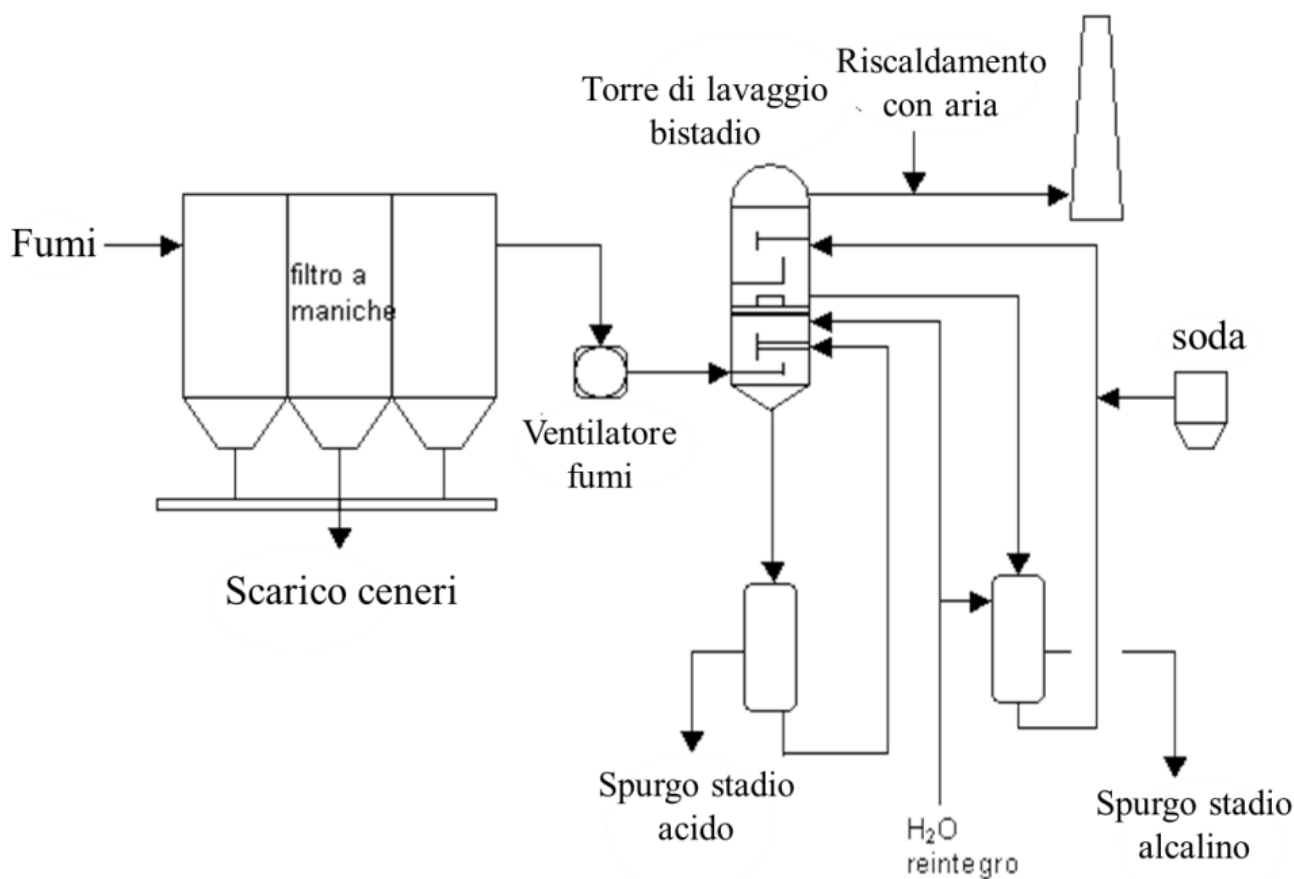 Riscaldamento
con aria
Torre di lavaggio
bistadio
Fumi
filtro a
maniche
soda
Ventilatore
fumi
Scarico ceneri
Spurgo stadio
acido
H₂O
reintegro
Spurgo stadio
alcalino